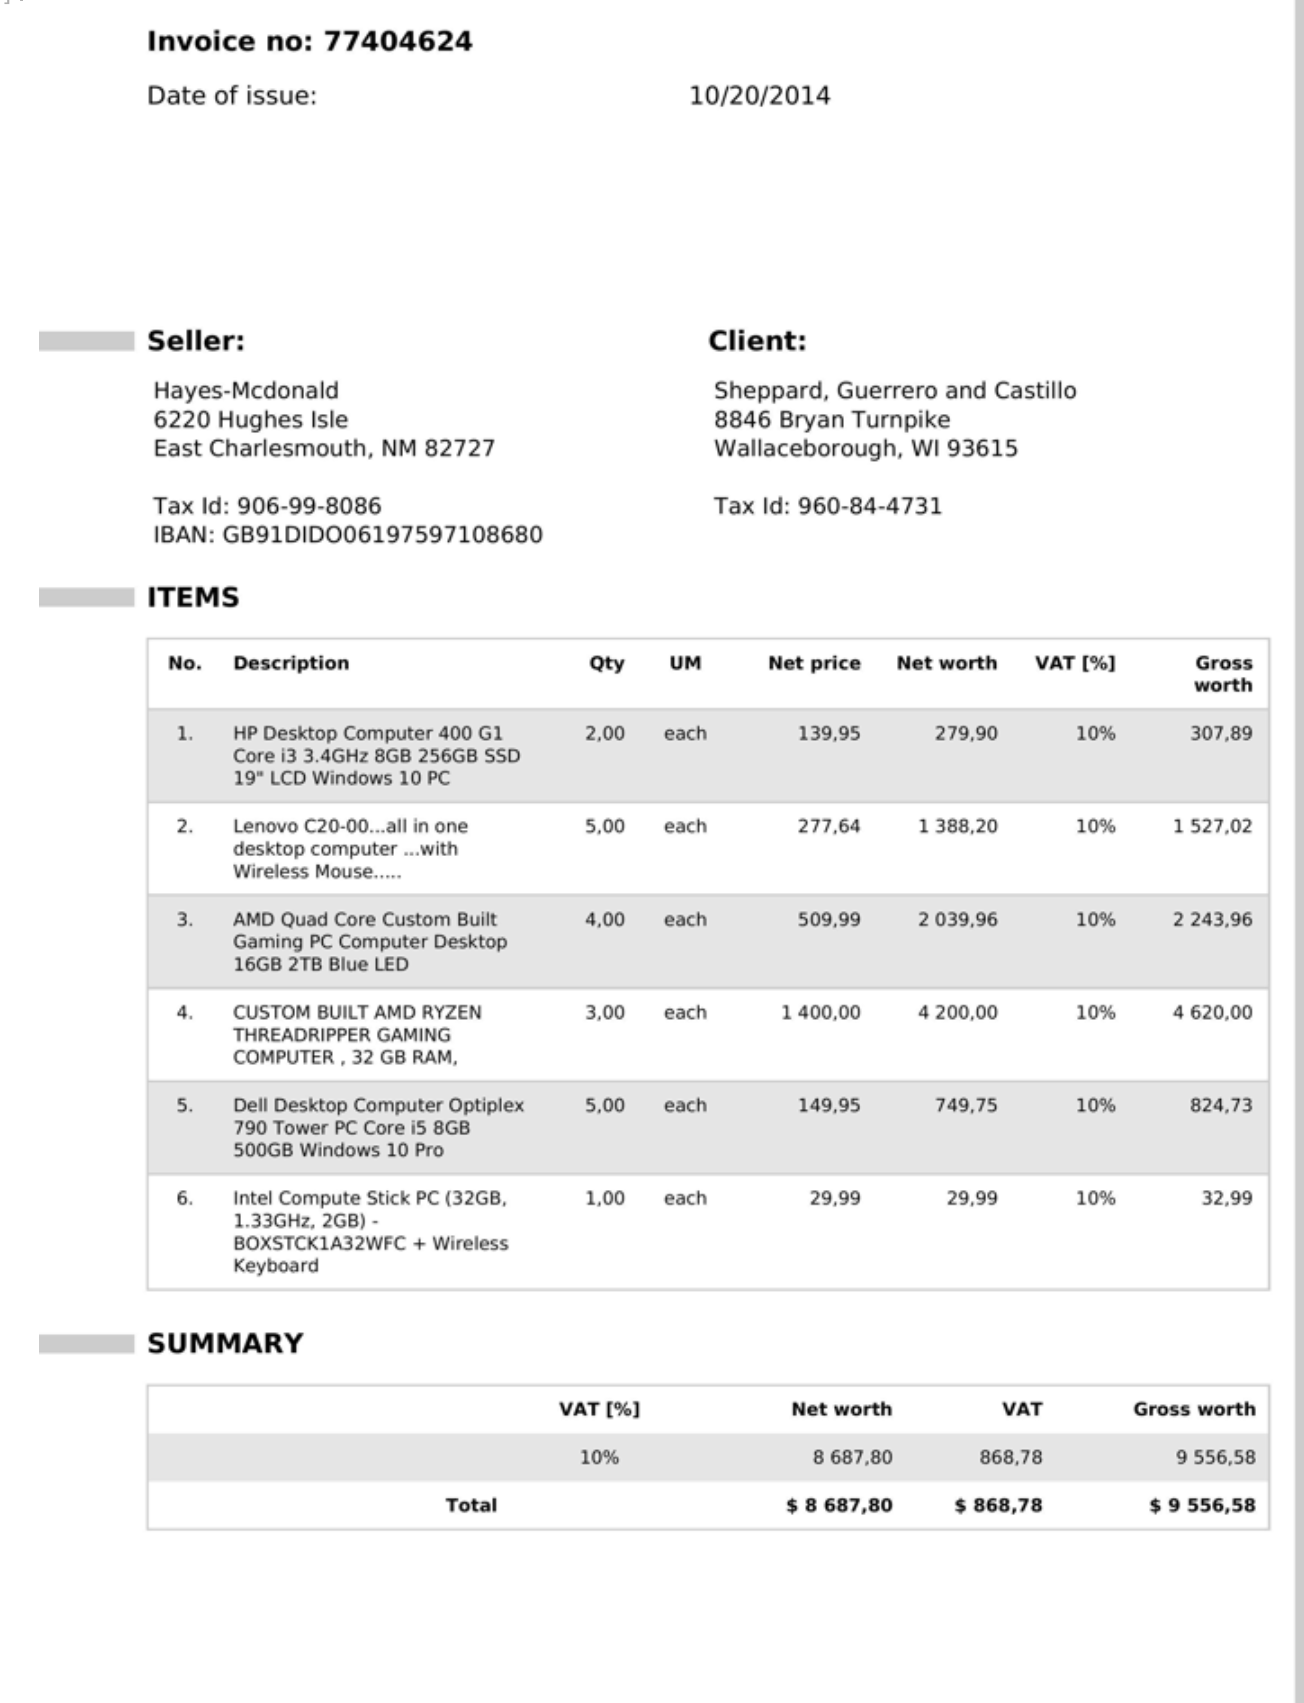 Invoice no: 77404624
Date of issue: 10/20/2014
Seller: Client:
Hayes-Mcdonald Sheppard, Guerrero and Castillo
6220 Hughes Isle 8846 Bryan Turnpike
East Charlesmouth, NM 82727 Wallaceborough, WI 93615
Tax Id: 906-99-8086 Tax Id: 960-84-4731
IBAN: GB91DIDO06197597108680
ITEMS
No. Description Qty UM Net price Net worth VAT [%] Gross
worth
1. HP Desktop Computer 400 G1 2,00 each 139,95 279,90 10% 307,89
Core i3 3.4GHz 8GB 256GB SSD
19" LCD Windows 10 PC
2. Lenovo C20-00...all in one 5,00 each 277,64 1 388,20 10% 1 527,02
desktop computer ...with
Wireless Mouse.....
3. AMD Quad Core Custom Built 4,00 each 509,99 2 039,96 10% 2 243,96
Gaming PC Computer Desktop
16GB 2TB Blue LED
4. CUSTOM BUILT AMD RYZEN 3,00 each 1 400,00 4 200,00 10% 4 620,00
THREADRIPPER GAMING
COMPUTER , 32 GB RAM,
5. Dell Desktop Computer Optiplex 5,00 each 149,95 749,75 10% 824,73
790 Tower PC Core i5 8GB
500GB Windows 10 Pro
6. Intel Compute Stick PC (32GB, 1,00 each 29,99 29,99 10% 32,99
1.33GHz, 2GB) -
BOXSTCK1A32WFC + Wireless
Keyboard
SUMMARY
VAT [%] Net worth VAT Gross worth
10% 8 687,80 868,78 9 556,58
Total $ 8 687,80 $ 868,78 $ 9 556,58